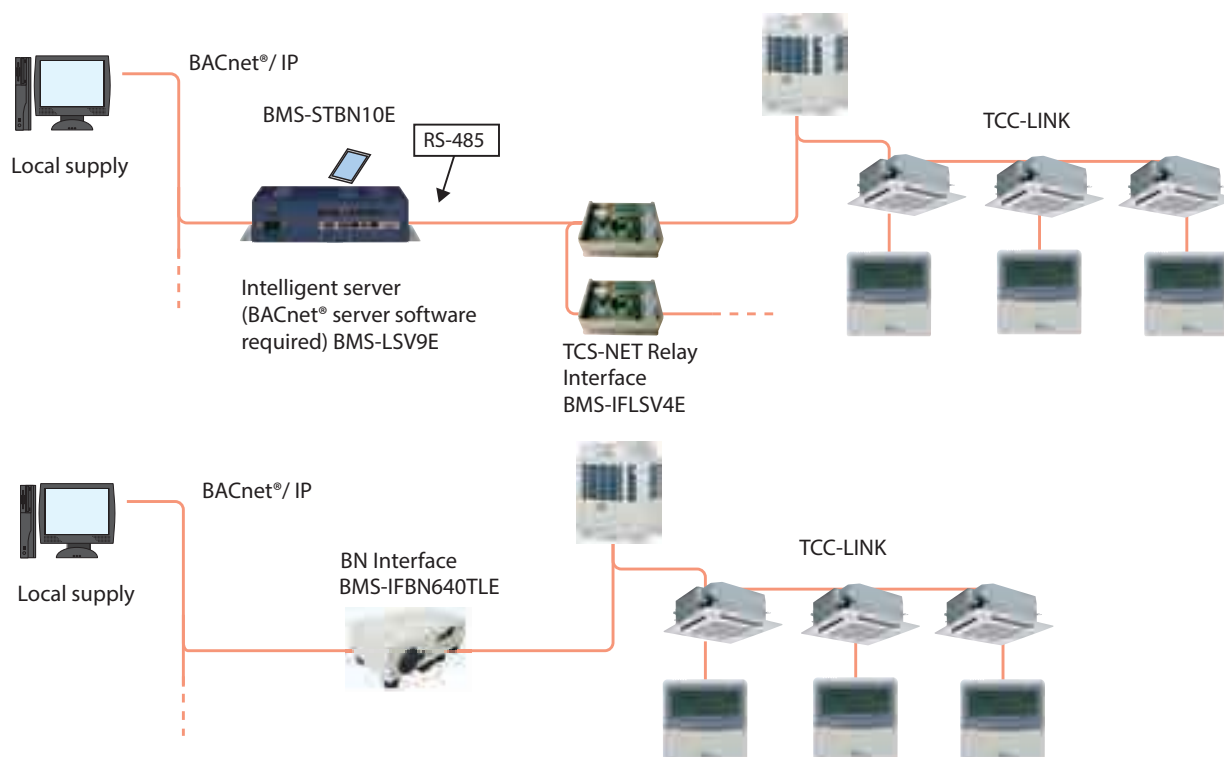 BACnet®/ IP
BMS-STBN10E
RS-485
TCC-LINK
Local supply
Intelligent server
(BACnet® server software
required) BMS-LSV9E
TCS-NET Relay
Interface
BMS-IFLSV4E
BACnet®/ IP
BN Interface
BMS-IFBN640TLE
TCC-LINK
Local supply